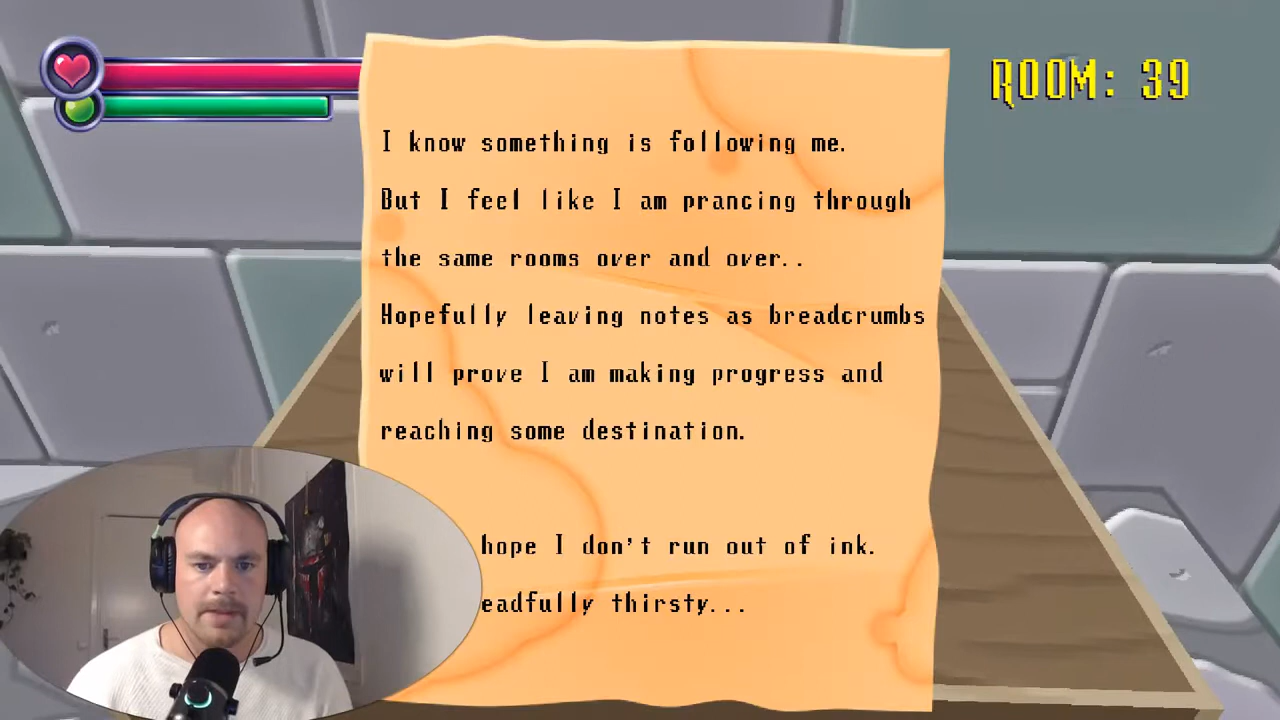 ROOM: 39
I know something is following me.
But I feel like I am prancing through
the same rooms over and over..
Hopefully leaving notes as breadcrumbs
will prove I am making progress and
reaching some destination.
hope I don't run out of ink.
eadfully thirsty...